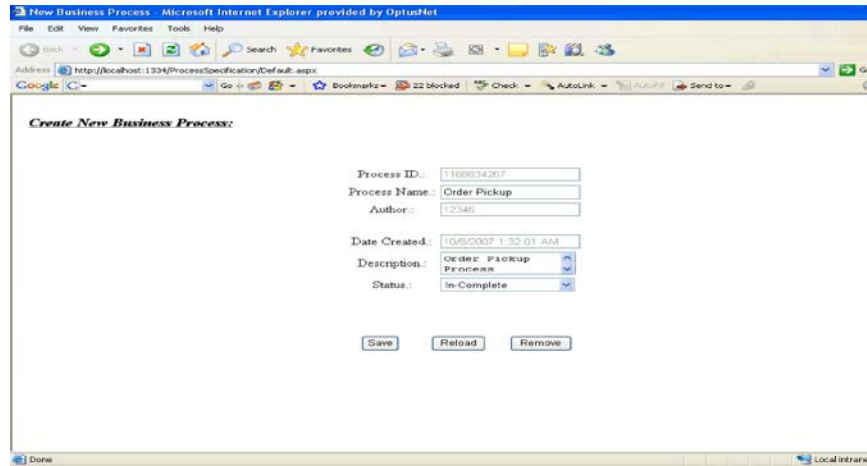 New Business Process - Microsoft Internet Explorer provided by OptusNet
File Edit View Favorites Tools Help
Back Search Favorites
Address http://localhost:1334/ProcessSpecification/Default.aspx G
Google G- Go Bookmarks 22 blocked Check AutoLink AutoFill Send to
Create New Business Process:
Process ID.: 1168034267
Process Name.: Order Pickup
Author.: 12346
Date Created.: 10/8/2007 1:32:01 AM
Description.: Order Pickup
Process
Status.: In-Complete
Save Reload Remove
Done Local intrane